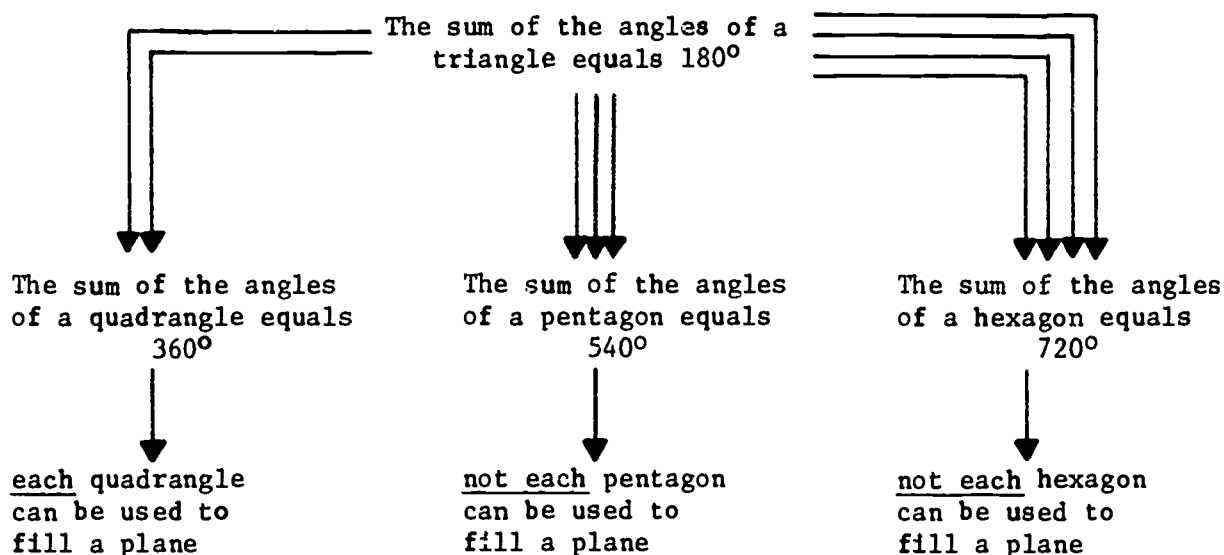 The sum of the angles of a
triangle equals 180°
The sum of the angles
of a quadrangle equals
360°
The sum of the angles
of a pentagon equals
540°
The sum of the angles
of a hexagon equals
720°
each quadrangle
can be used to
fill a plane
not each pentagon
can be used to
fill a plane
not each hexagon
can be used to
fill a plane